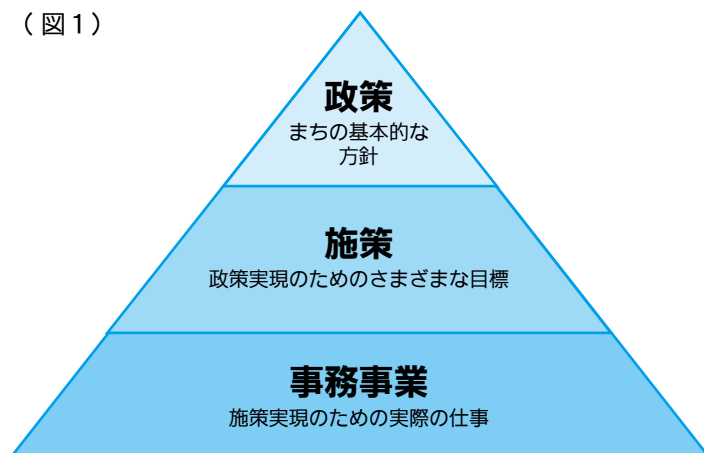 （図1）
政策
まちの基本的な
方針
施策
政策実現のためのさまざまな目標
事務事業
施策実現のための実際の仕事